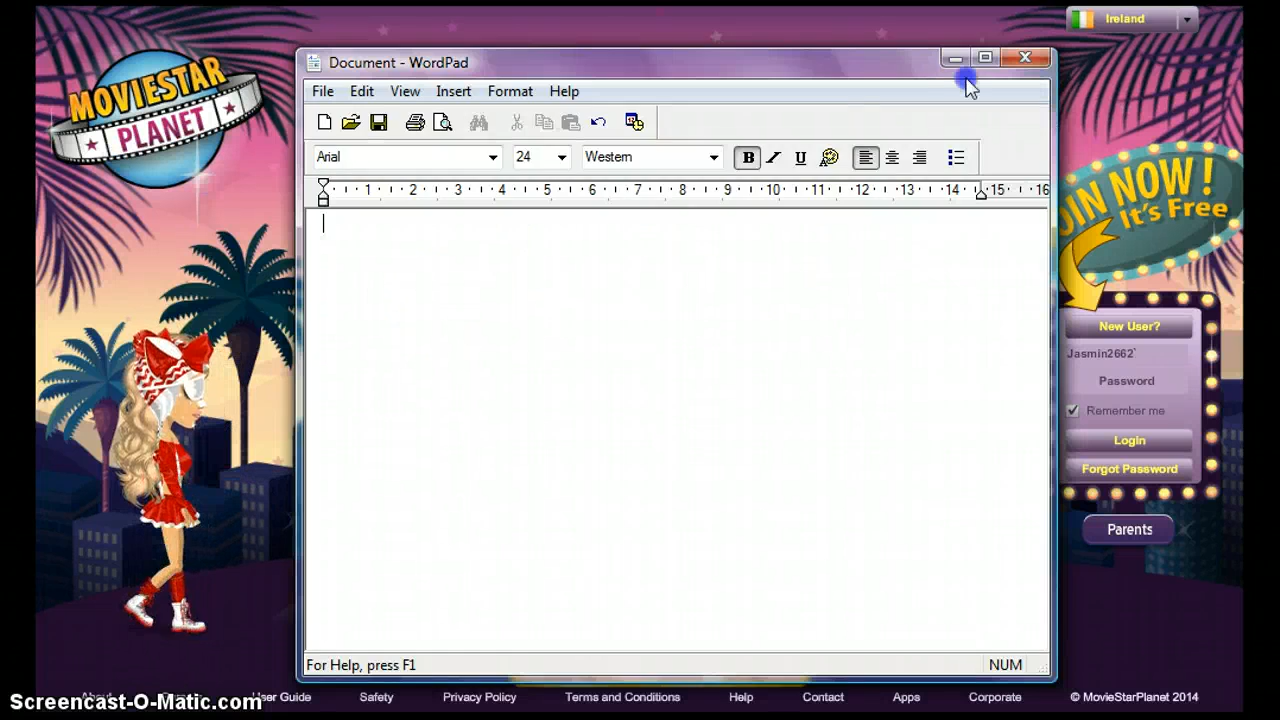 Ireland
MOVIESTAR
PLANET
Document - WordPad
File Edit View Insert Format Help
Arial 24 Western B I U
1 2 3 4 5 6 7 8 9 10 11 12 13 14 15 16
JOIN NOW!
It's Free
New User?
Jasmin2662`
Password
Remember me
Login
Forgot Password
Parents
For Help, press F1 NUM
User Guide Safety Privacy Policy Terms and Conditions Help Contact Apps Corporate © MovieStarPlanet 2014
Screencast-O-Matic.com